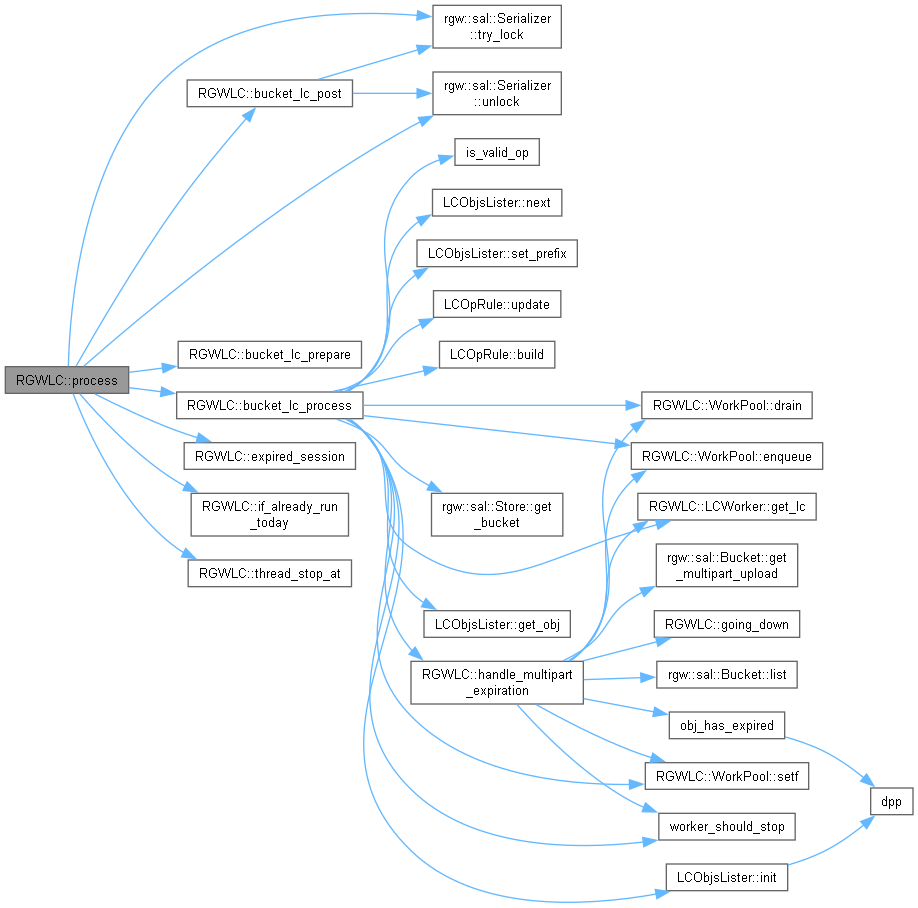 rgw::sal::Serializer
::try_lock
RGWLC::bucket_lc_post
rgw::sal::Serializer
::unlock
is_valid_op
LCObjsLister::next
LCObjsLister::set_prefix
LCOpRule::update
RGWLC::bucket_lc_prepare
LCOpRule::build
RGWLC::process
RGWLC::bucket_lc_process
RGWLC::WorkPool::drain
RGWLC::expired_session
RGWLC::WorkPool::enqueue
RGWLC::if_already_run
_today
rgw::sal::Store::get
_bucket
RGWLC::LCWorker::get_lc
RGWLC::thread_stop_at
rgw::sal::Bucket::get
_multipart_upload
LCObjsLister::get_obj
RGWLC::going_down
RGWLC::handle_multipart
_expiration
rgw::sal::Bucket::list
obj_has_expired
RGWLC::WorkPool::setf
dpp
worker_should_stop
LCObjsLister::init